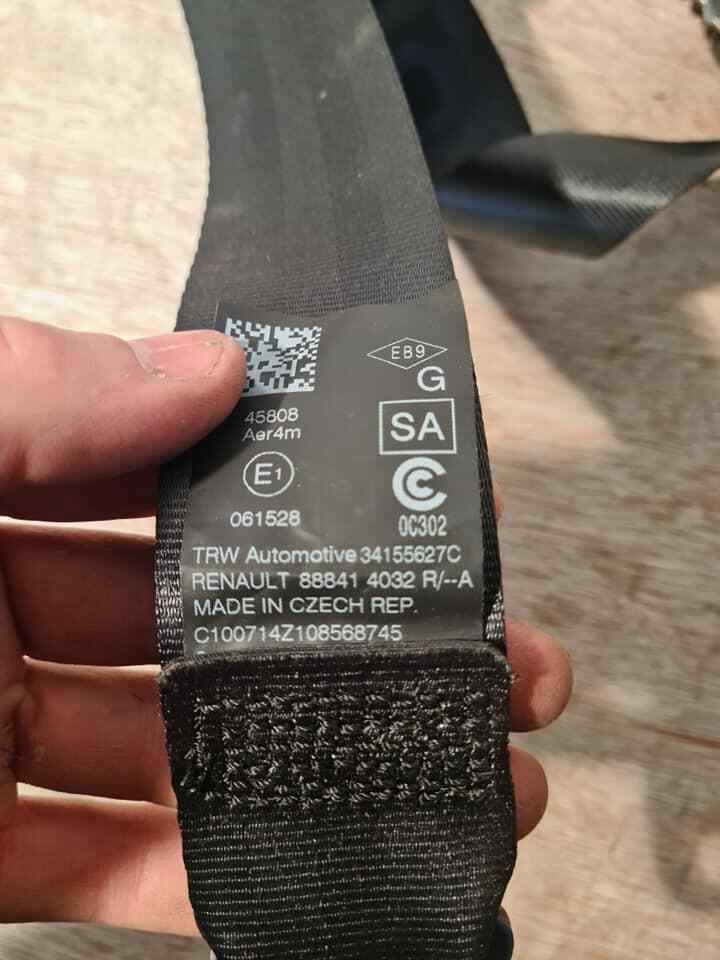 EB9
G
45808
Aer4m
SA
E1
061528
0C302
TRW Automotive 34155627C
RENAULT 88841 4032 R/--A
MADE IN CZECH REP.
C100714Z108568745